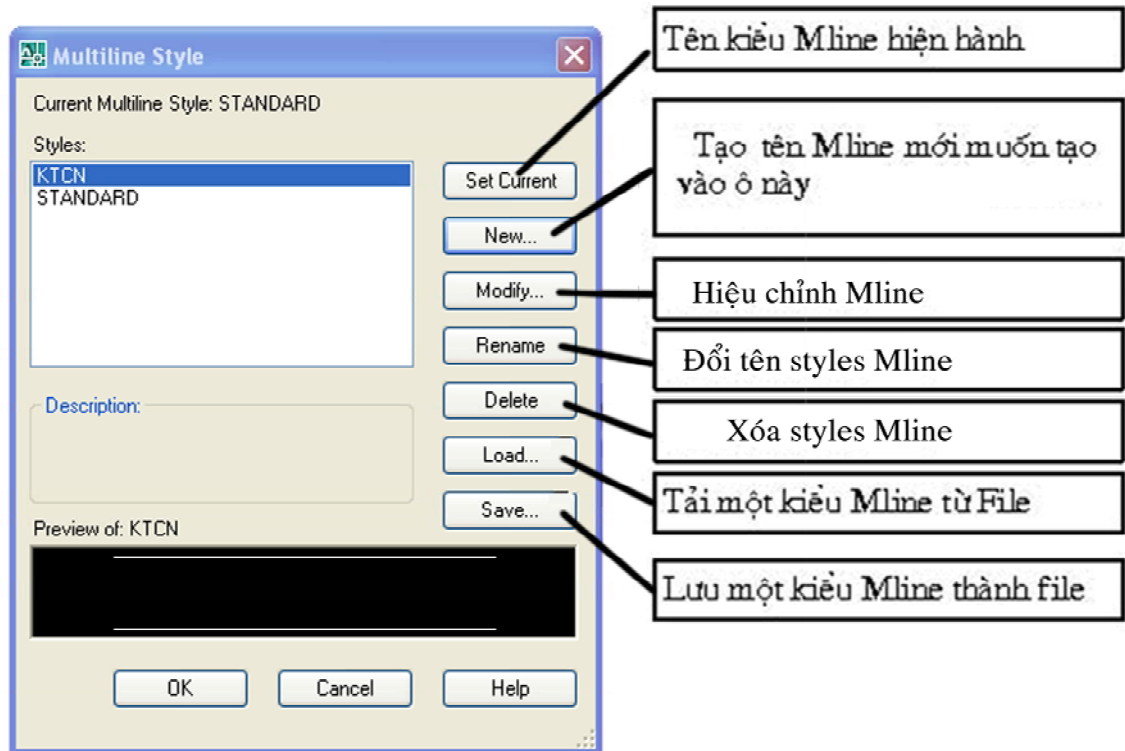 Multiline Style
Current Multiline Style: STANDARD
Styles:
KTCN
STANDARD
Set Current
New...
Modify...
Rename
Delete
Load...
Save...
Description:
Preview of: KTCN
OK
Cancel
Help
Tên kiểu Mline hiện hành
Tạo tên Mline mới muốn tạo
vào ô này
Hiệu chỉnh Mline
Đổi tên styles Mline
Xóa styles Mline
Tải một kiểu Mline từ File
Lưu một kiểu Mline thành file